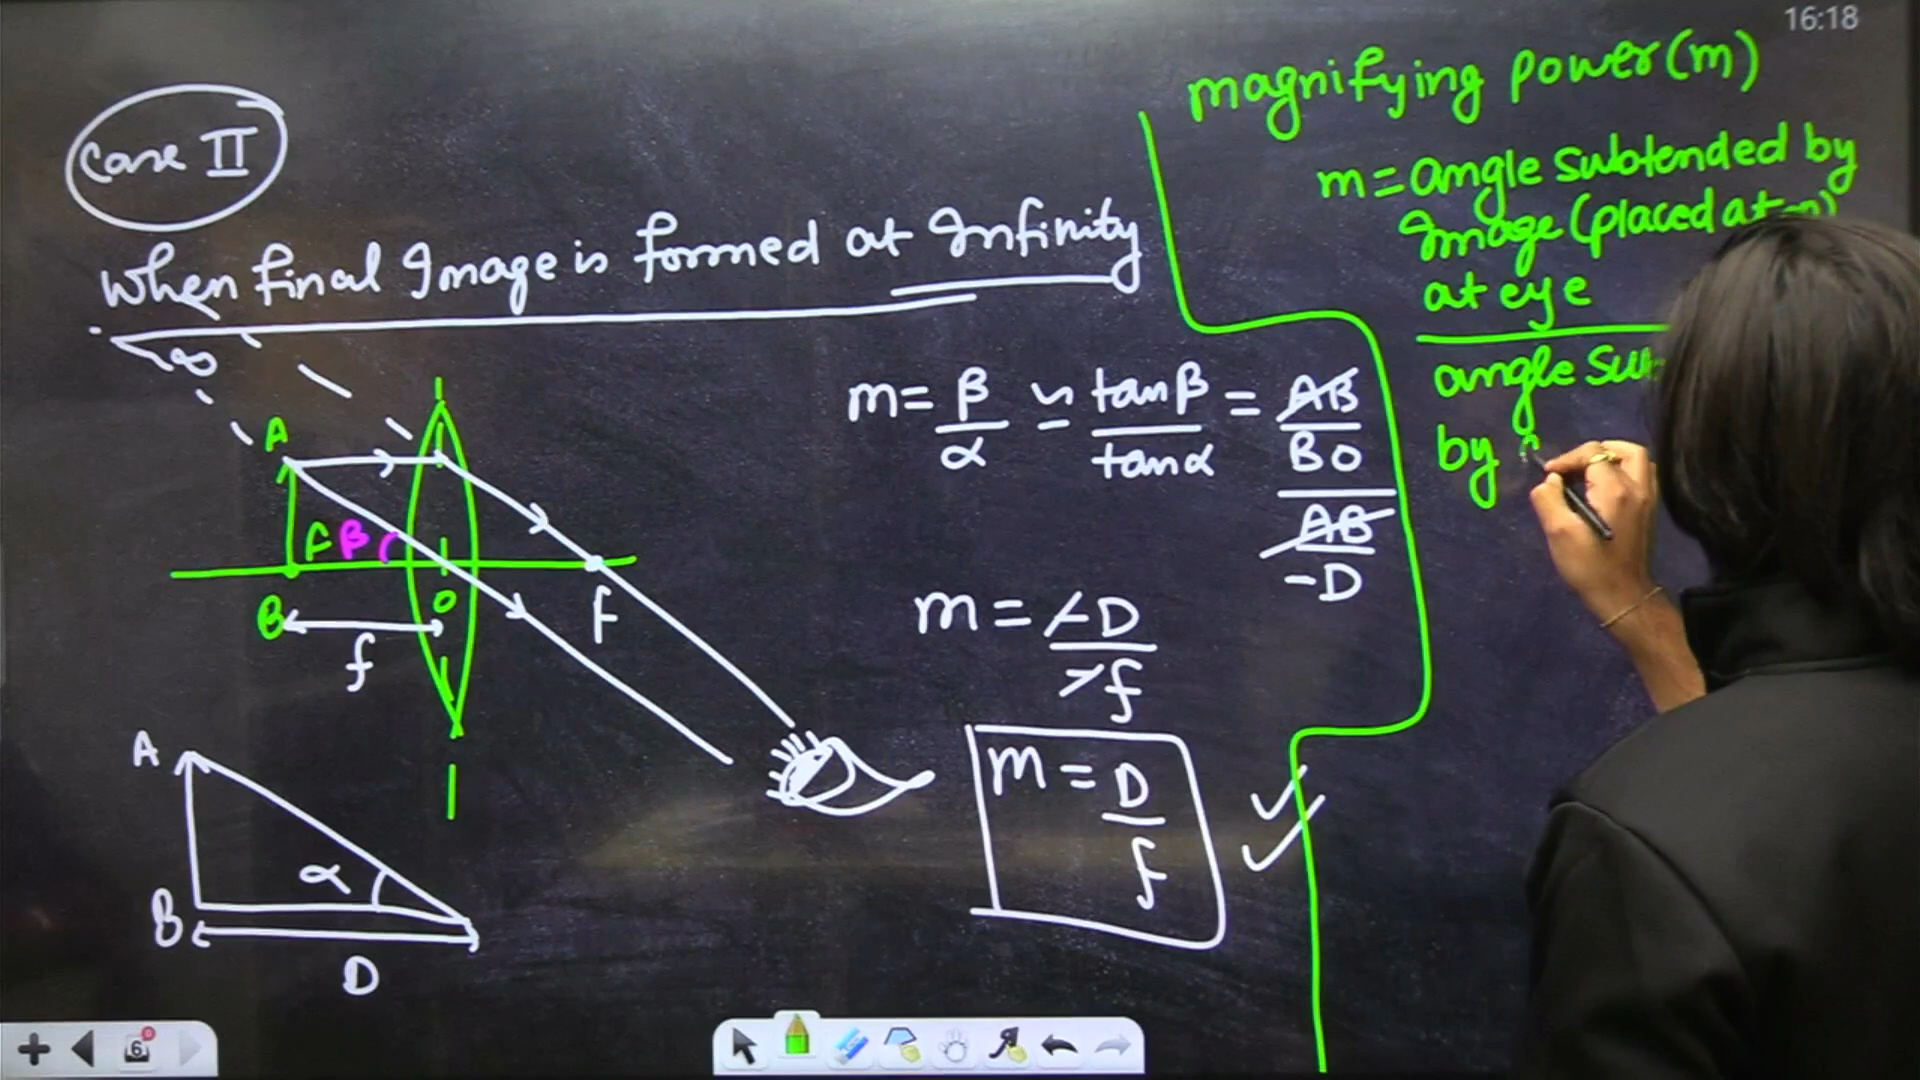 16:18
magnifying power (m)
Case II
m = angle subtended by
Image (placed at
at eye
angle
by
When final Image is formed at Infinity
∞
m = β/α ≃ tanβ/tanα = AB/BO / AB/-D
A
F β
B
O
f
F
m = -D/-f
m = D/f
A
α
B
D
6